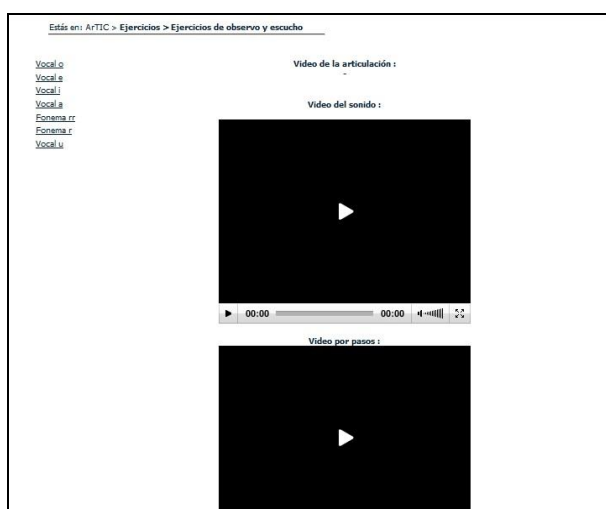 Estás en: ArTIC > Ejercicios > Ejercicios de observo y escucho
Vocal o
Vocal e
Vocal i
Vocal a
Fonema rr
Fonema r
Vocal u
Video de la articulación :
-
Video del sonido :
00:00 00:00
Video por pasos :